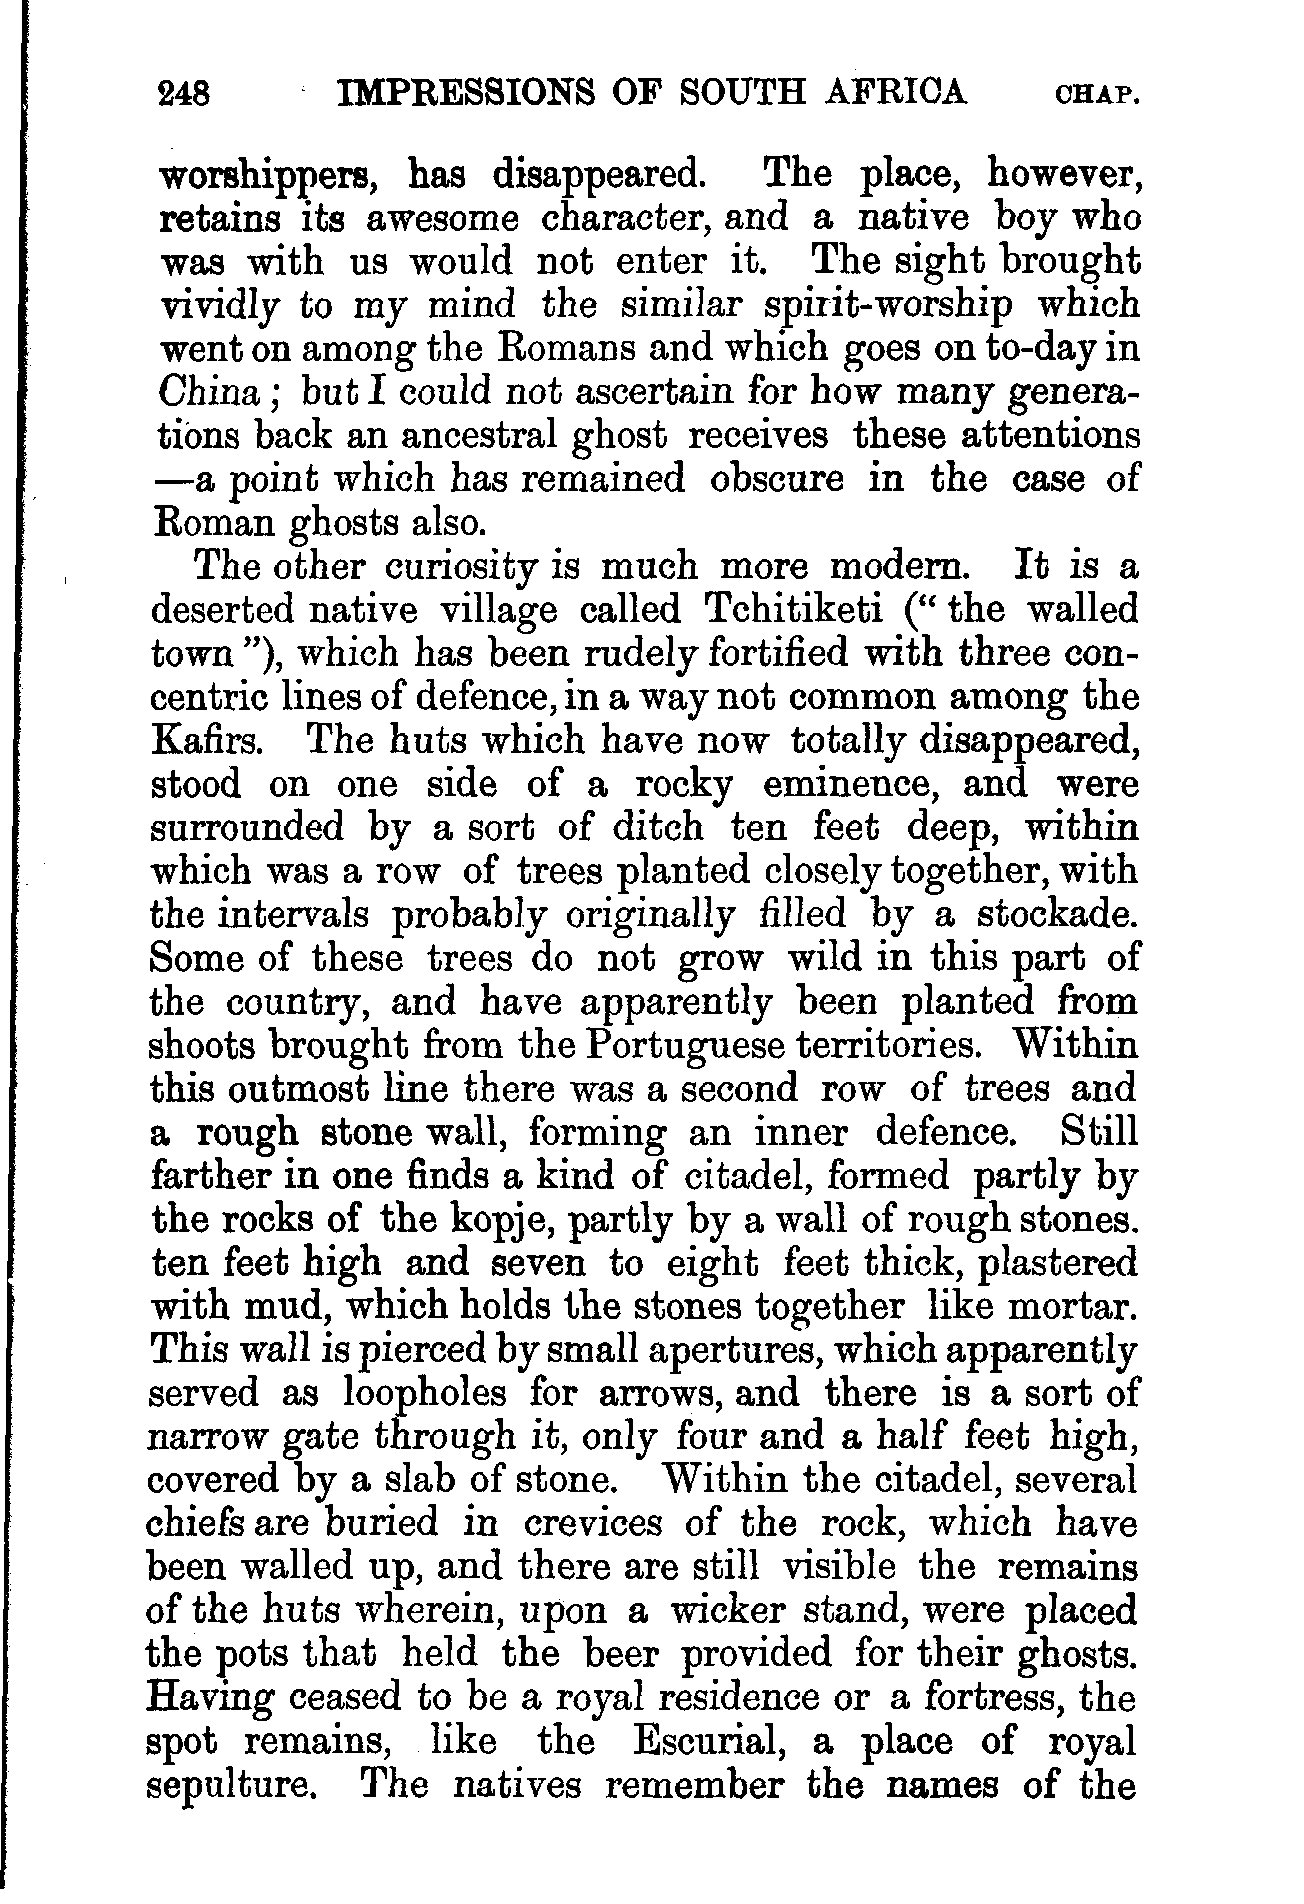 248 IMPRESSIONS OF SOUTH AFRICA CHAP.
worshippers, has disappeared. The place, however,
retains its awesome character, and a native boy who
was with us would not enter it. The sight brought
vividly to my mind the similar spirit-worship which
went on among the Romans and which goes on to-day in
China ; but I could not ascertain for how many genera-
tions back an ancestral ghost receives these attentions
—a point which has remained obscure in the case of
Roman ghosts also.
The other curiosity is much more modern. It is a
deserted native village called Tchitiketi (“ the walled
town ”), which has been rudely fortified with three con-
centric lines of defence, in a way not common among the
Kafirs. The huts which have now totally disappeared,
stood on one side of a rocky eminence, and were
surrounded by a sort of ditch ten feet deep, within
which was a row of trees planted closely together, with
the intervals probably originally filled by a stockade.
Some of these trees do not grow wild in this part of
the country, and have apparently been planted from
shoots brought from the Portuguese territories. Within
this outmost line there was a second row of trees and
a rough stone wall, forming an inner defence. Still
farther in one finds a kind of citadel, formed partly by
the rocks of the kopje, partly by a wall of rough stones.
ten feet high and seven to eight feet thick, plastered
with mud, which holds the stones together like mortar.
This wall is pierced by small apertures, which apparently
served as loopholes for arrows, and there is a sort of
narrow gate through it, only four and a half feet high,
covered by a slab of stone. Within the citadel, several
chiefs are buried in crevices of the rock, which have
been walled up, and there are still visible the remains
of the huts wherein, upon a wicker stand, were placed
the pots that held the beer provided for their ghosts.
Having ceased to be a royal residence or a fortress, the
spot remains, like the Escurial, a place of royal
sepulture. The natives remember the names of the